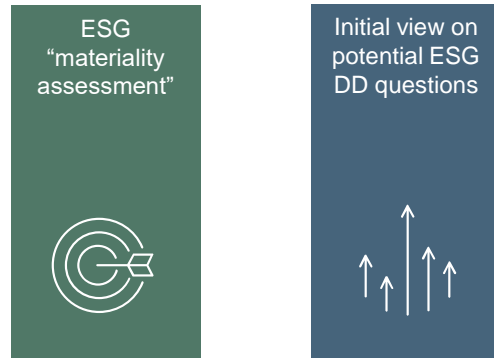 ESG
“materiality
assessment”
Initial view on
potential ESG
DD questions